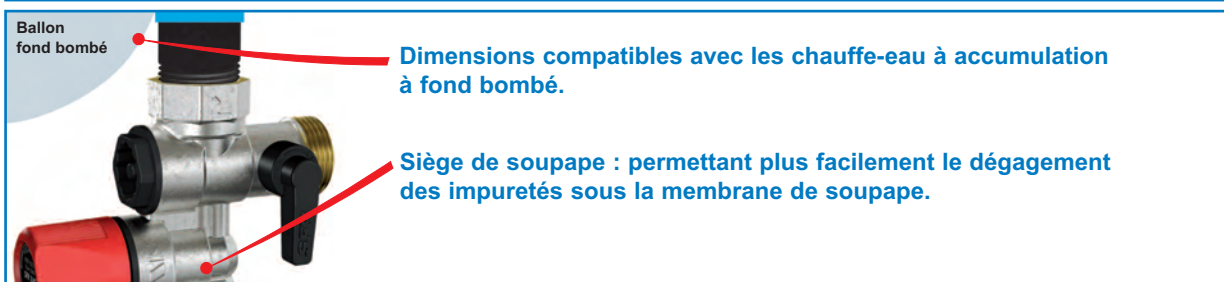 Ballon
fond bombé
Dimensions compatibles avec les chauffe-eau à accumulation
à fond bombé.
Siège de soupape : permettant plus facilement le dégagement
des impuretés sous la membrane de soupape.